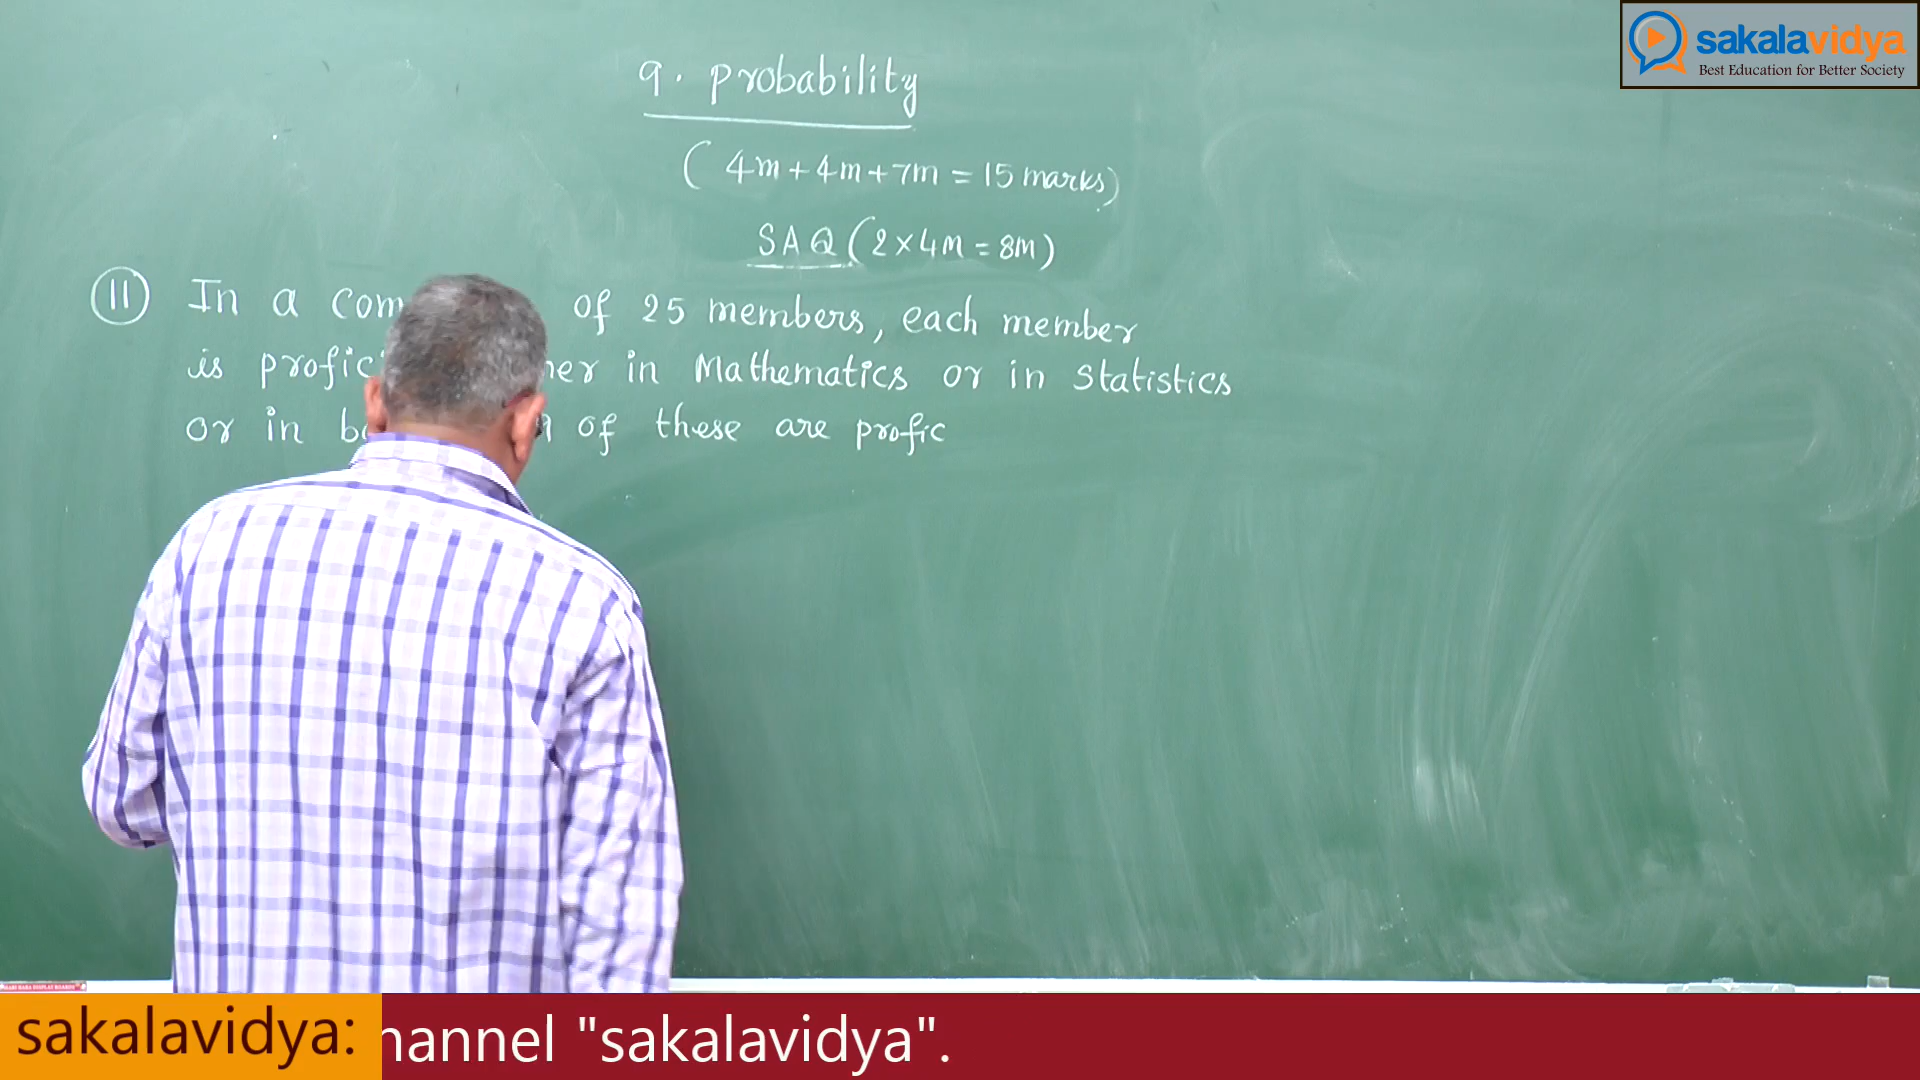 sakalavidya
Best Education for Better Society
9. Probability
(4m+4m+7m = 15 marks)
SAQ (2×4M = 8M)
(11) In a com of 25 members, each member
is profic her in Mathematics or in Statistics
or in b of these are profic
sakalavidya: hannel "sakalavidya".